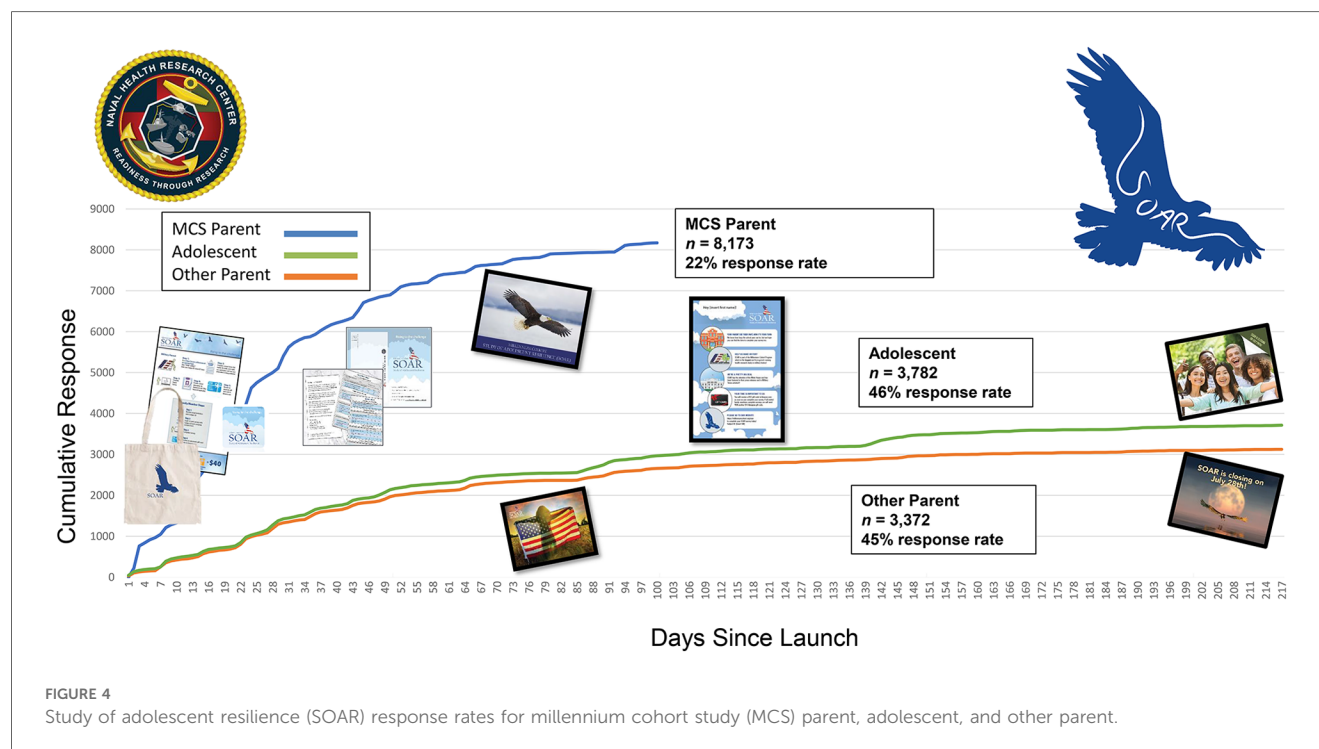 NAVAL HEALTH RESEARCH CENTER
READINESS THROUGH RESEARCH
SOAR
Cumulative Response
9000
8000
7000
6000
5000
4000
3000
2000
1000
0
MCS Parent
Adolescent
Other Parent
MCS Parent
n = 8,173
22% response rate
Adolescent
n = 3,782
46% response rate
Other Parent
n = 3,372
45% response rate
SOAR
-$40
SOAR
SOAR
SOAR
SOAR
SOAR is closing on
July 28th!
1 4 7 10 13 16 19 22 25 28 31 34 37 40 43 46 49 52 55 58 61 64 67 70 73 76 79 82 85 88 91 94 97 100 103 106 109 112 115 118 121 124 127 130 133 136 139 142 145 148 151 154 157 160 163 166 169 172 175 178 181 184 187 190 193 196 199 202 205 208 211 214 217
Days Since Launch
FIGURE 4
Study of adolescent resilience (SOAR) response rates for millennium cohort study (MCS) parent, adolescent, and other parent.